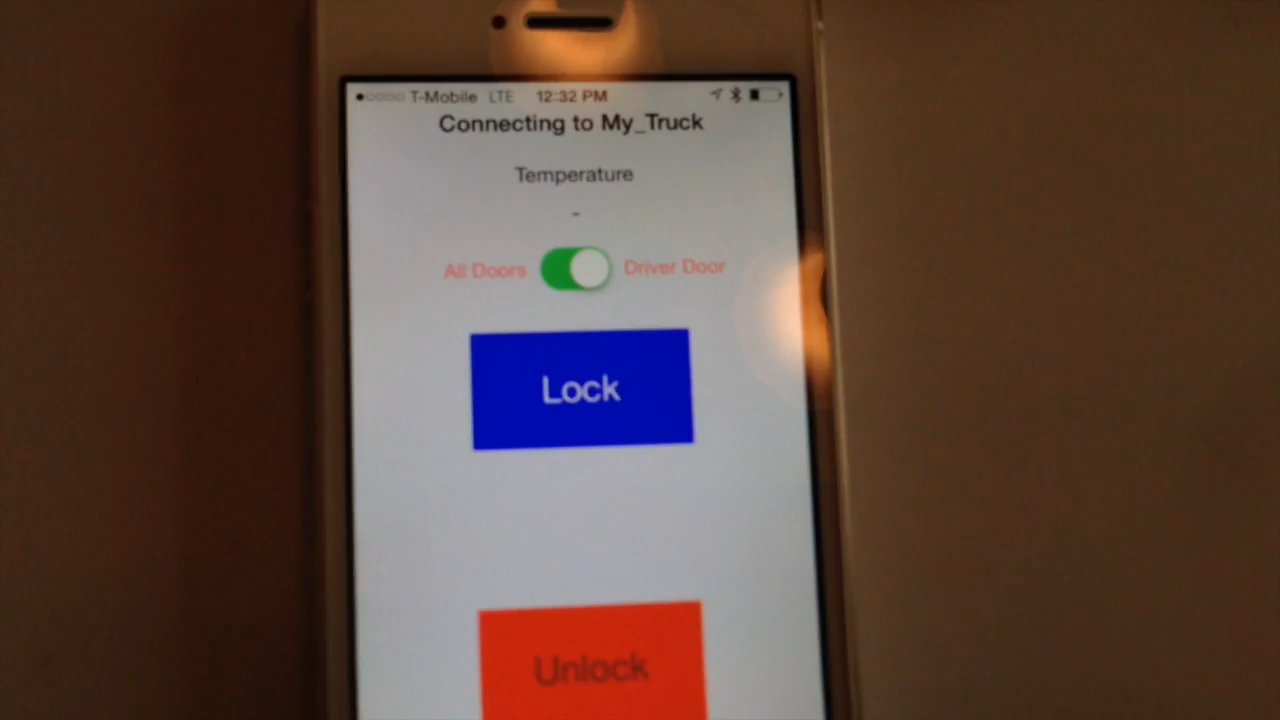 T-Mobile LTE 12:32 PM
Connecting to My_Truck
Temperature
-
All Doors Driver Door
Lock
Unlock